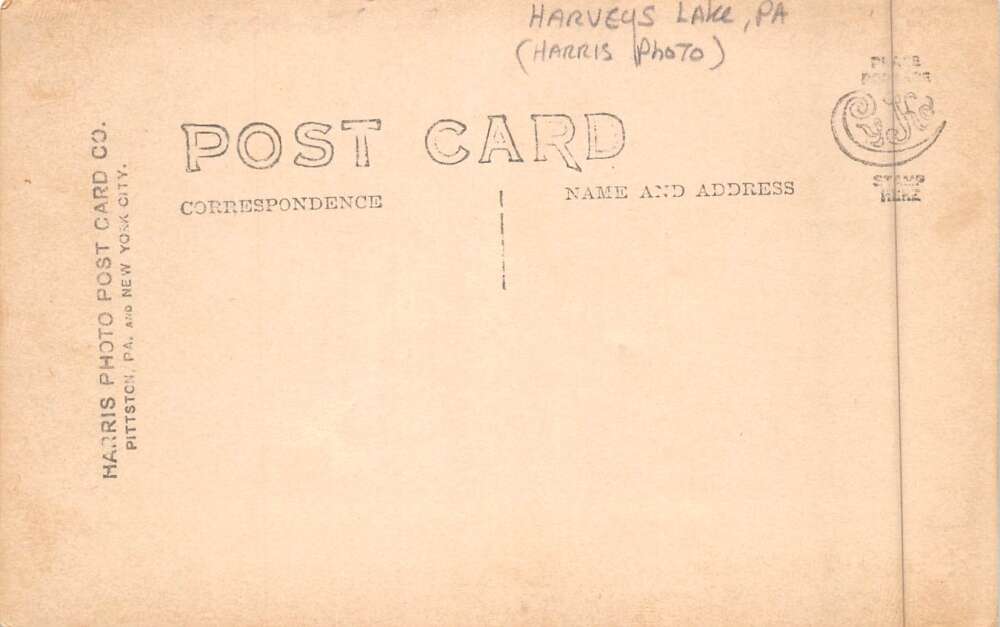 HARVEYS LAKE, PA
(HARRIS PHOTO)
PLACE
POSTAGE
STAMP
HERE
POST CARD
CORRESPONDENCE
NAME AND ADDRESS
HARRIS PHOTO POST CARD CO.
PITTSTON, PA. AND NEW YORK CITY.